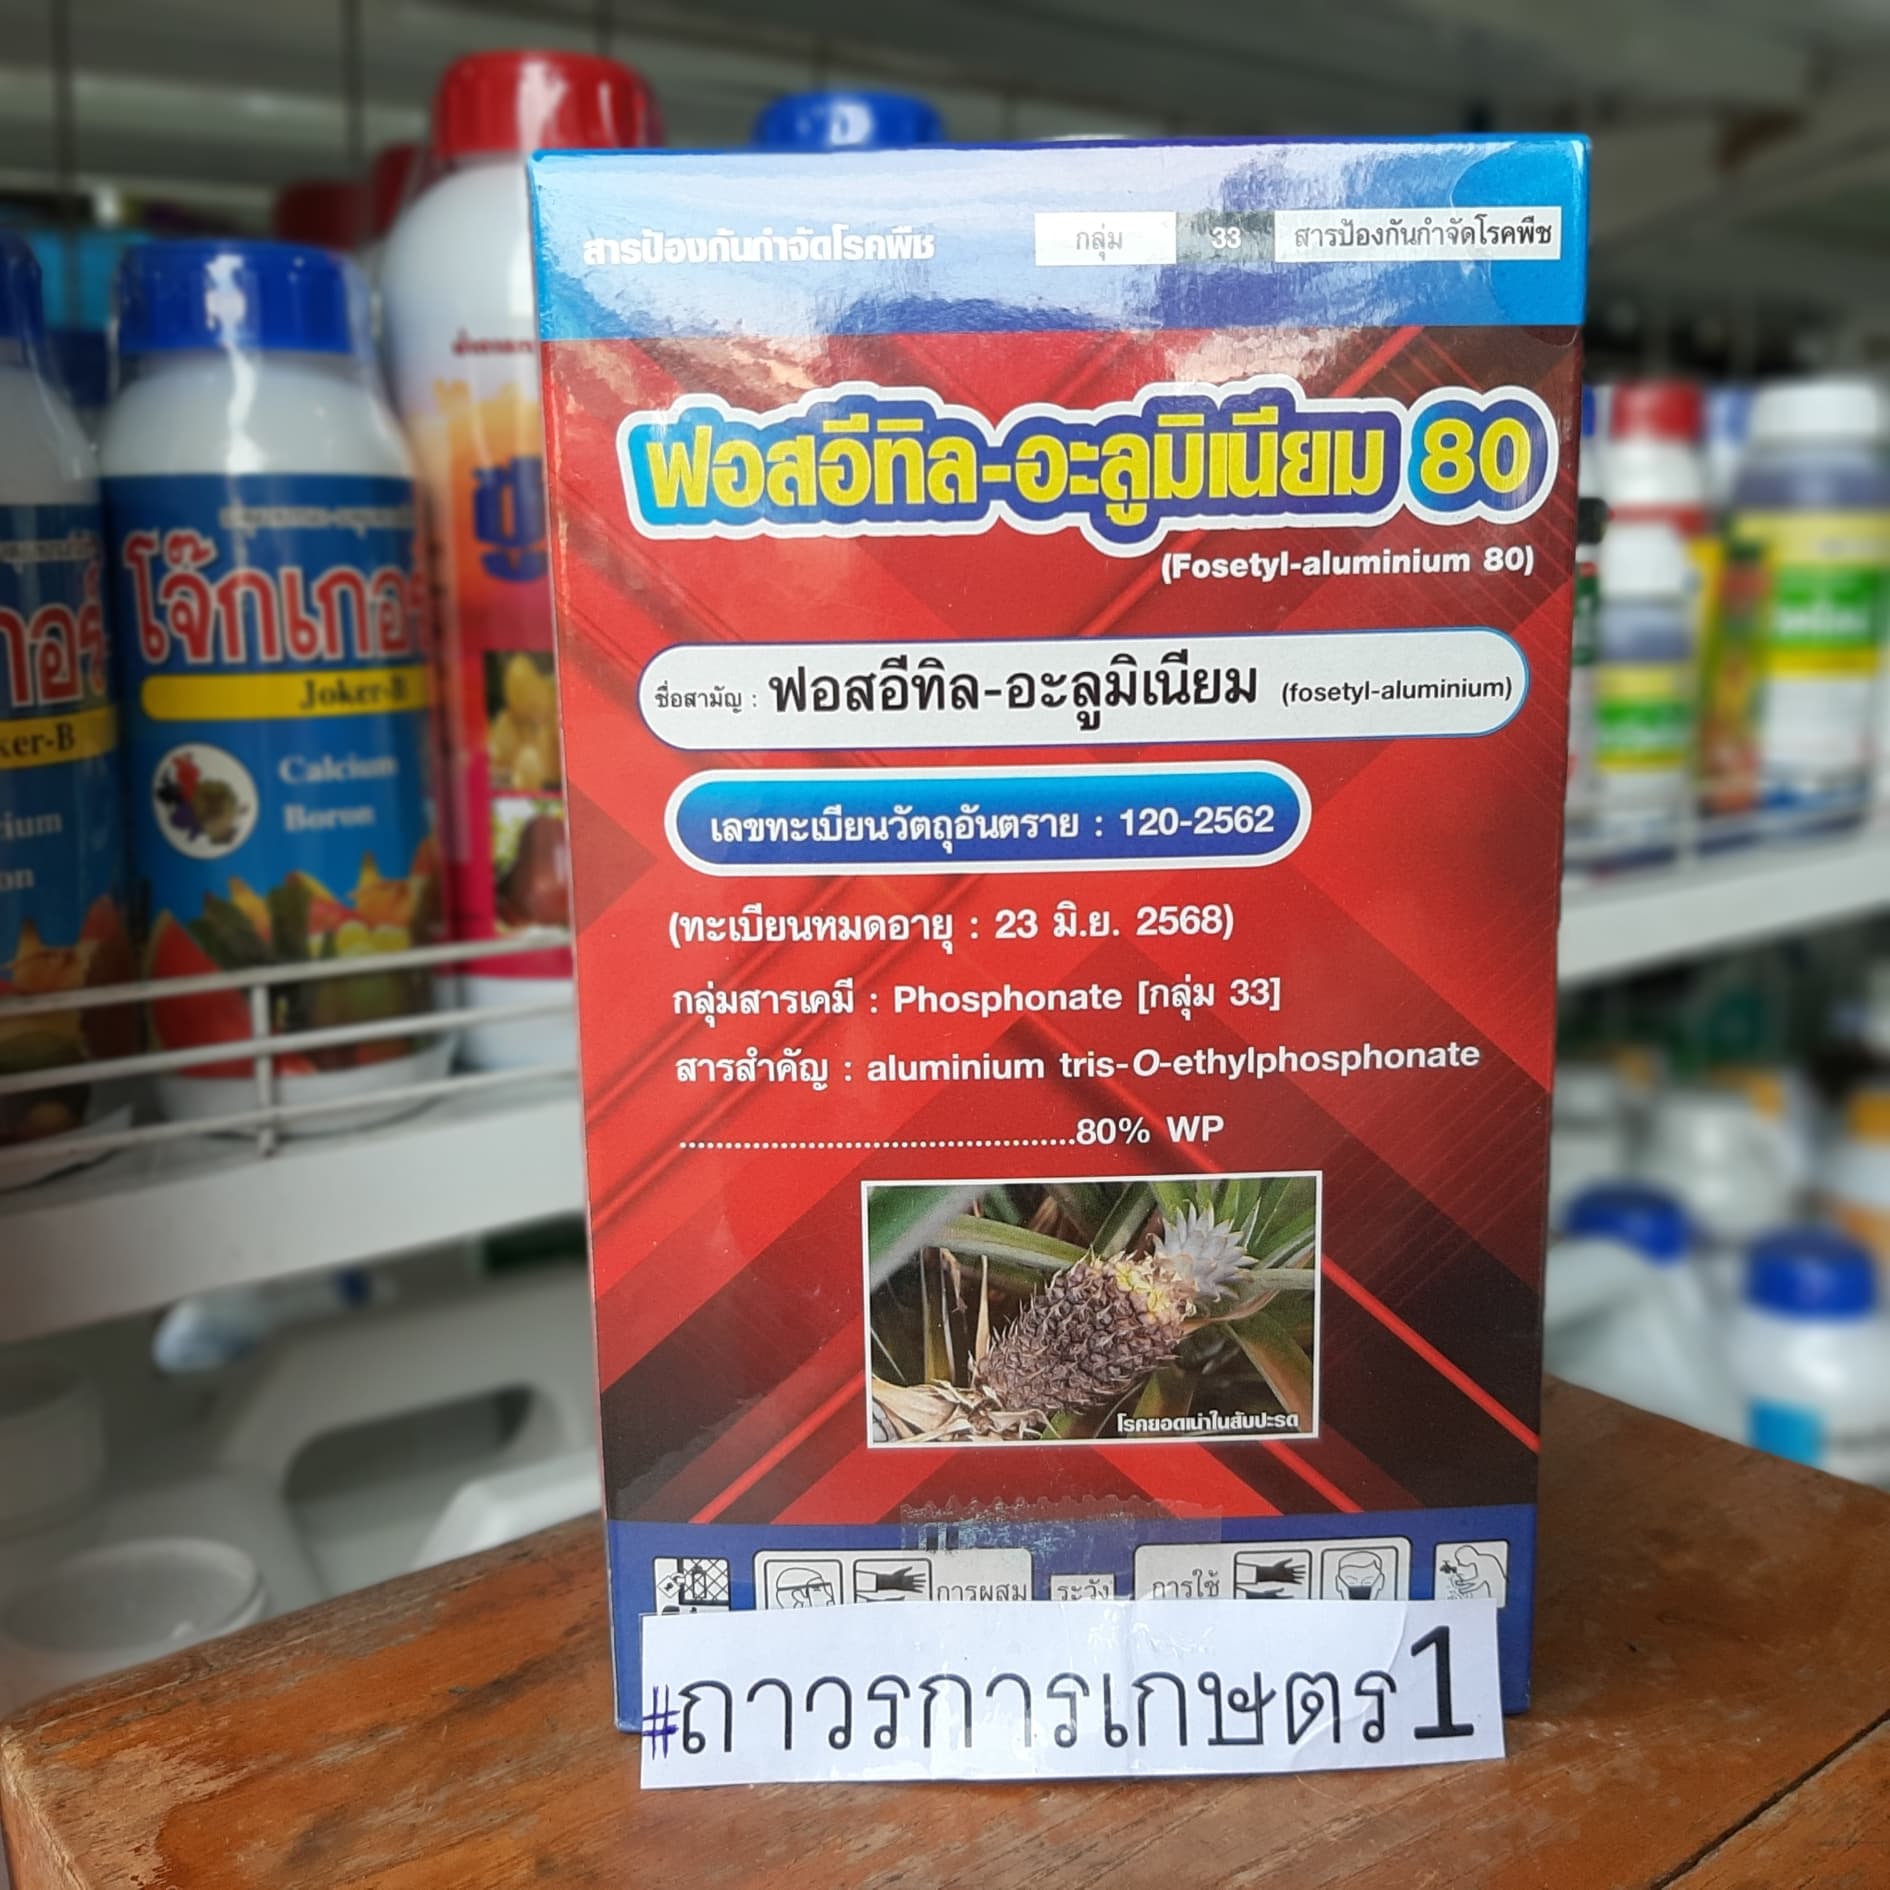 สารป้องกันกำจัดโรคพืช
กลุ่ม 33 สารป้องกันกำจัดโรคพืช
ฟอสอีทิล-อะลูมิเนียม 80
(Fosetyl-aluminium 80)
ชื่อสามัญ : ฟอสอีทิล-อะลูมิเนียม (fosetyl-aluminium)
เลขทะเบียนวัตถุอันตราย : 120-2562
(ทะเบียนหมดอายุ : 23 มิ.ย. 2568)
กลุ่มสารเคมี : Phosphonate [กลุ่ม 33]
สารสำคัญ : aluminium tris-O-ethylphosphonate
........................................80% WP
โรคยอดเน่าในสับปะรด
การผสม ระวัง การใช้
#ถาวรการเกษตร1
โจ๊กเกอ
Joker-B
Calcium
Boron
ker-B